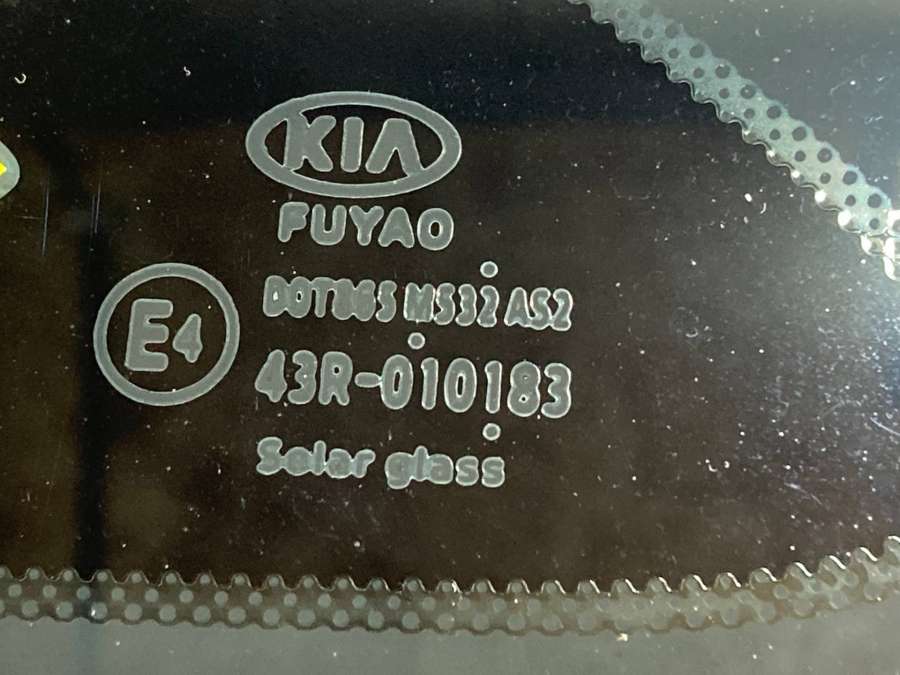 KIA
FUYAO
DOT865 M532 AS2
E4
43R-010183
Solar glass